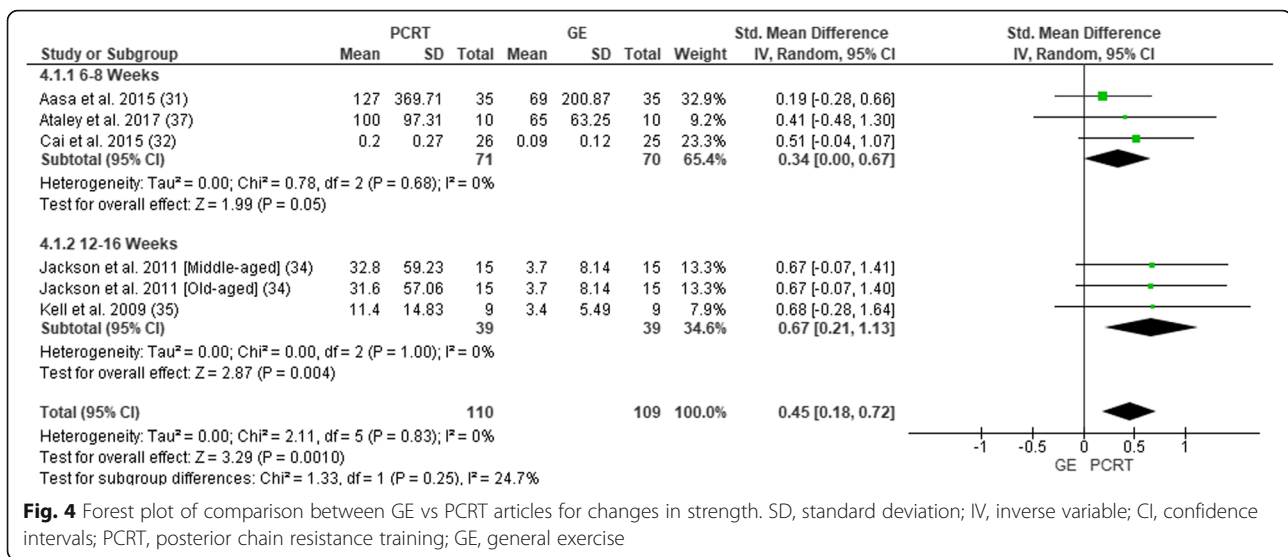 PCRT GE Std. Mean Difference Std. Mean Difference
Study or Subgroup Mean SD Total Mean SD Total Weight IV, Random, 95% CI IV, Random, 95% CI
4.1.1 6-8 Weeks
Aasa et al. 2015 (31) 127 369.71 35 69 200.87 35 32.9% 0.19 [-0.28, 0.66]
Ataley et al. 2017 (37) 100 97.31 10 65 63.25 10 9.2% 0.41 [-0.48, 1.30]
Cai et al. 2015 (32) 0.2 0.27 26 0.09 0.12 25 23.3% 0.51 [-0.04, 1.07]
Subtotal (95% CI) 71 70 65.4% 0.34 [0.00, 0.67]
Heterogeneity: Tau² = 0.00; Chi² = 0.78, df = 2 (P = 0.68); I² = 0%
Test for overall effect: Z = 1.99 (P = 0.05)
4.1.2 12-16 Weeks
Jackson et al. 2011 [Middle-aged] (34) 32.8 59.23 15 3.7 8.14 15 13.3% 0.67 [-0.07, 1.41]
Jackson et al. 2011 [Old-aged] (34) 31.6 57.06 15 3.7 8.14 15 13.3% 0.67 [-0.07, 1.40]
Kell et al. 2009 (35) 11.4 14.83 9 3.4 5.49 9 7.9% 0.68 [-0.28, 1.64]
Subtotal (95% CI) 39 39 34.6% 0.67 [0.21, 1.13]
Heterogeneity: Tau² = 0.00; Chi² = 0.00, df = 2 (P = 1.00); I² = 0%
Test for overall effect: Z = 2.87 (P = 0.004)
Total (95% CI) 110 109 100.0% 0.45 [0.18, 0.72]
Heterogeneity: Tau² = 0.00; Chi² = 2.11, df = 5 (P = 0.83); I² = 0%
Test for overall effect: Z = 3.29 (P = 0.0010)
Test for subgroup differences: Chi² = 1.33, df = 1 (P = 0.25), I² = 24.7%
-1 -0.5 0 0.5 1
GE PCRT
Fig. 4 Forest plot of comparison between GE vs PCRT articles for changes in strength. SD, standard deviation; IV, inverse variable; CI, confidence
intervals; PCRT, posterior chain resistance training; GE, general exercise